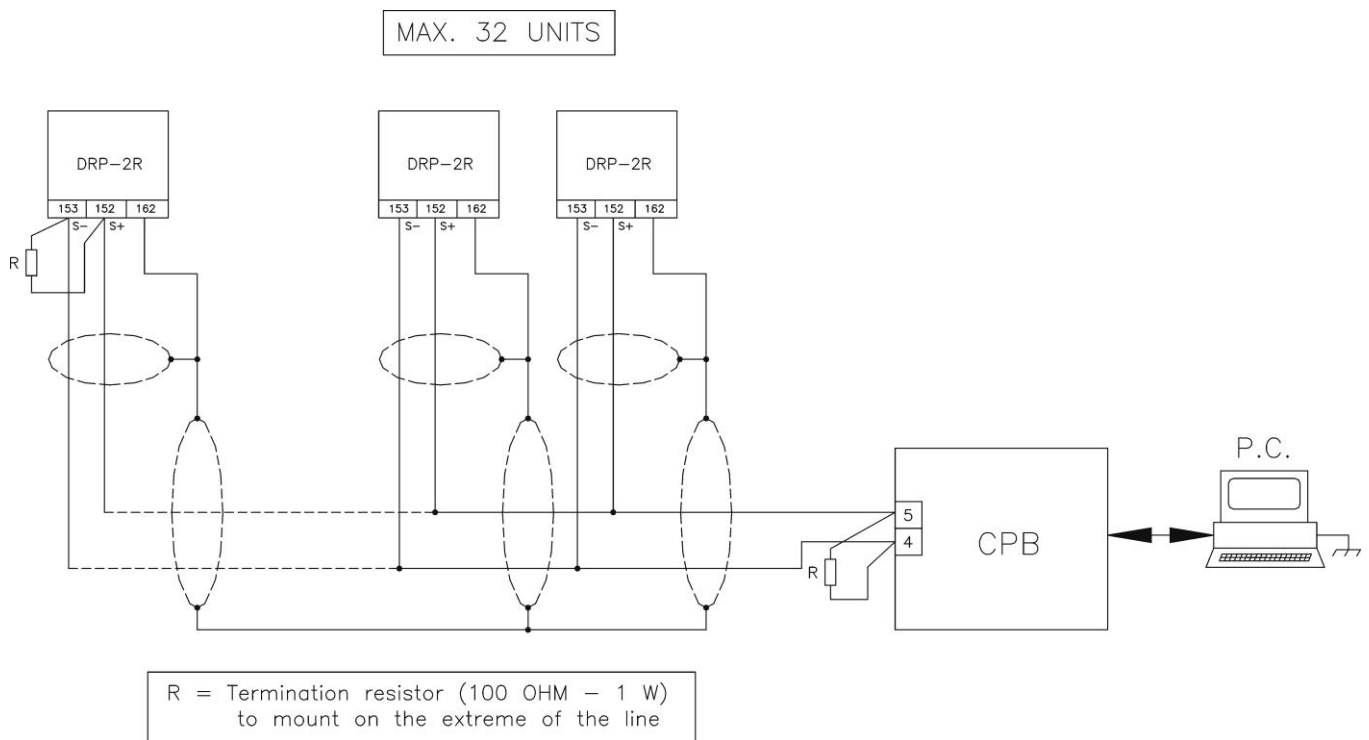 MAX. 32 UNITS
DRP-2R DRP-2R DRP-2R
153 152 162 153 152 162 153 152 162
S- S+ S- S+ S- S+
R
P.C.
5
4
CPB
R
R = Termination resistor (100 OHM - 1 W)
to mount on the extreme of the line